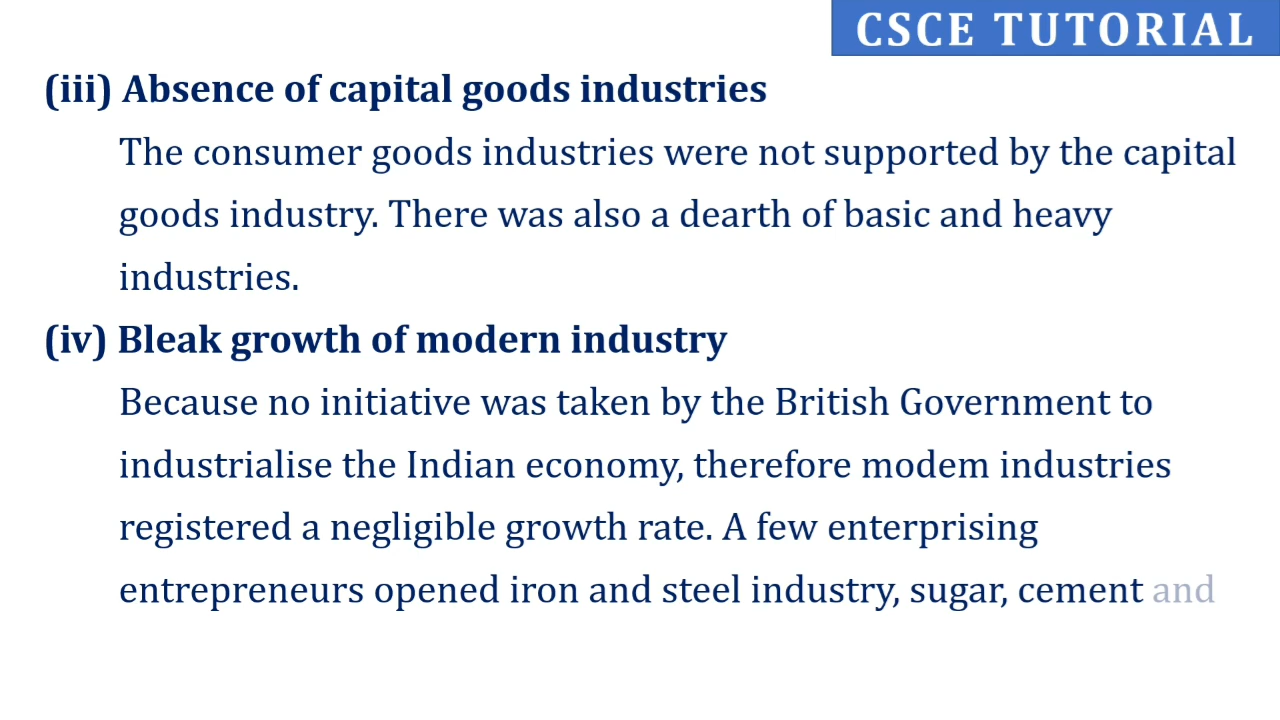 CSCE TUTORIAL
(iii) Absence of capital goods industries
The consumer goods industries were not supported by the capital
goods industry. There was also a dearth of basic and heavy
industries.
(iv) Bleak growth of modern industry
Because no initiative was taken by the British Government to
industrialise the Indian economy, therefore modem industries
registered a negligible growth rate. A few enterprising
entrepreneurs opened iron and steel industry, sugar, cement and